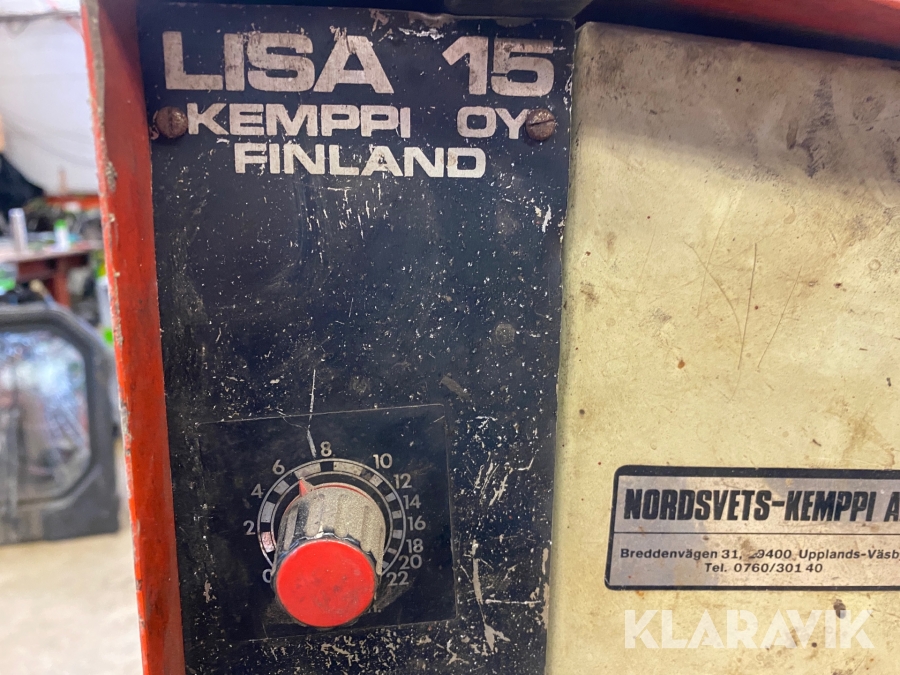 LISA 15
KEMPPI OY
FINLAND
0 2 4 6 8 10 12 14 16 18 20 22
NORDSVETS-KEMPPI A
Breddenvägen 31, 9400 Upplands-Väsb
Tel. 0760/301 40
KLARAVIK